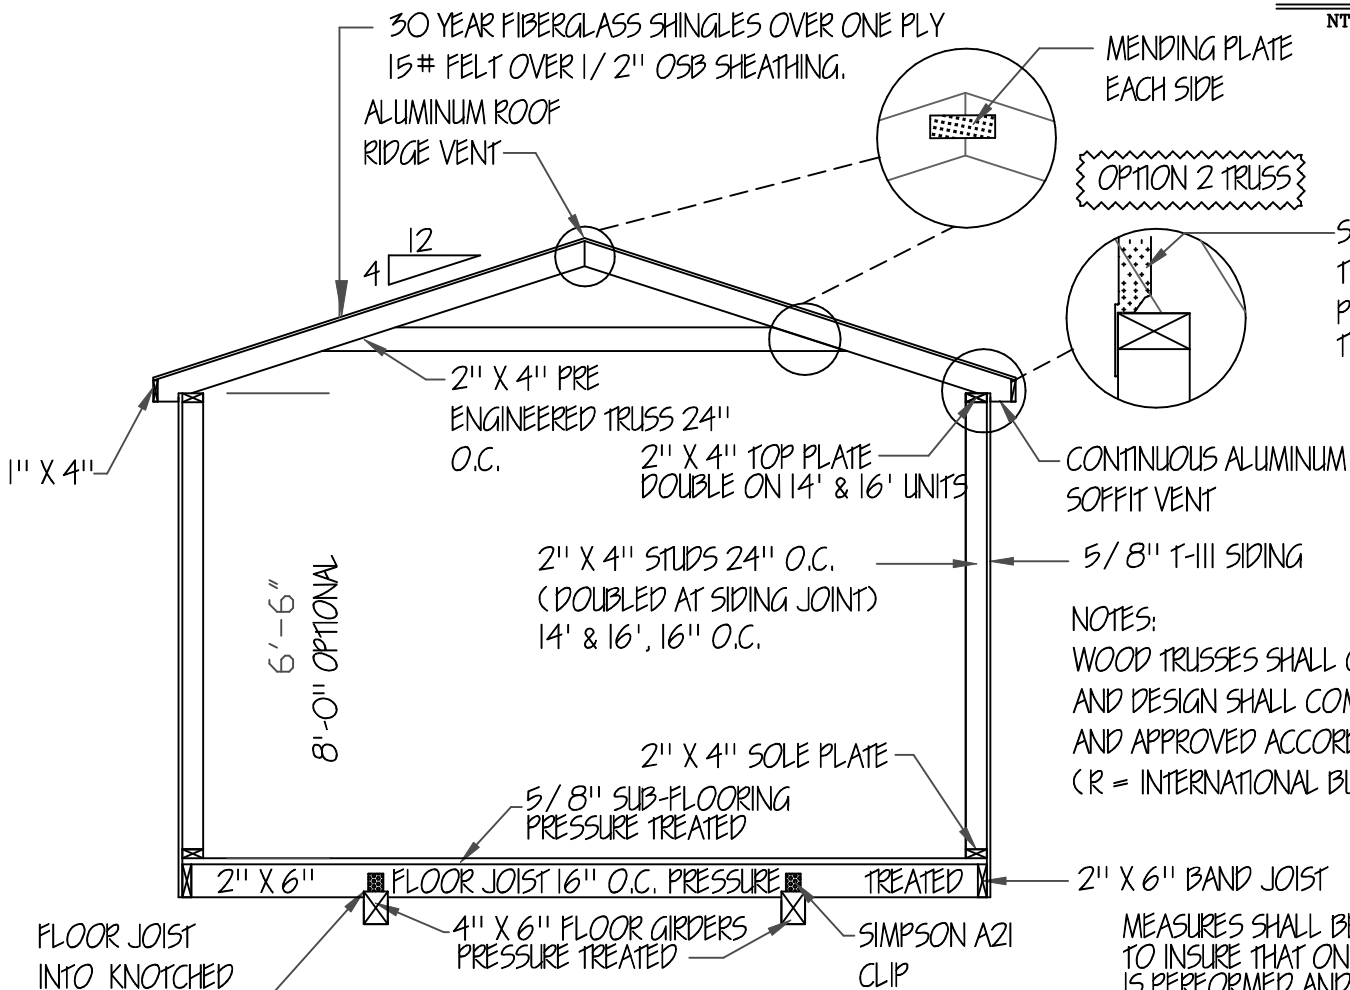 NT
30 YEAR FIBERGLASS SHINGLES OVER ONE PLY
15# FELT OVER 1/2" OSB SHEATHING.
MENDING PLATE
EACH SIDE
ALUMINUM ROOF
RIDGE VENT
OPTION 2 TRUSS
12
4
S
T
P
T
2" X 4" PRE
ENGINEERED TRUSS 24"
O.C.
1" X 4"
2" X 4" TOP PLATE
DOUBLE ON 14' & 16' UNITS
CONTINUOUS ALUMINUM
SOFFIT VENT
2" X 4" STUDS 24" O.C.
(DOUBLED AT SIDING JOINT)
14' & 16', 16" O.C.
5/8" T-111 SIDING
6'-6"
8'-0" OPTIONAL
NOTES:
WOOD TRUSSES SHALL
AND DESIGN SHALL
AND APPROVED
(R = INTERNATIONAL
2" X 4" SOLE PLATE
5/8" SUB-FLOORING
PRESSURE TREATED
2" X 6" FLOOR JOIST 16" O.C. PRESSURE TREATED
2" X 6" BAND JOIST
4" X 6" FLOOR GIRDERS
PRESSURE TREATED
SIMPSON A21
CLIP
FLOOR JOIST
INTO KNOTCHED
MEASURES SHALL BE
TO INSURE THAT ON
IS PERFORMED AND